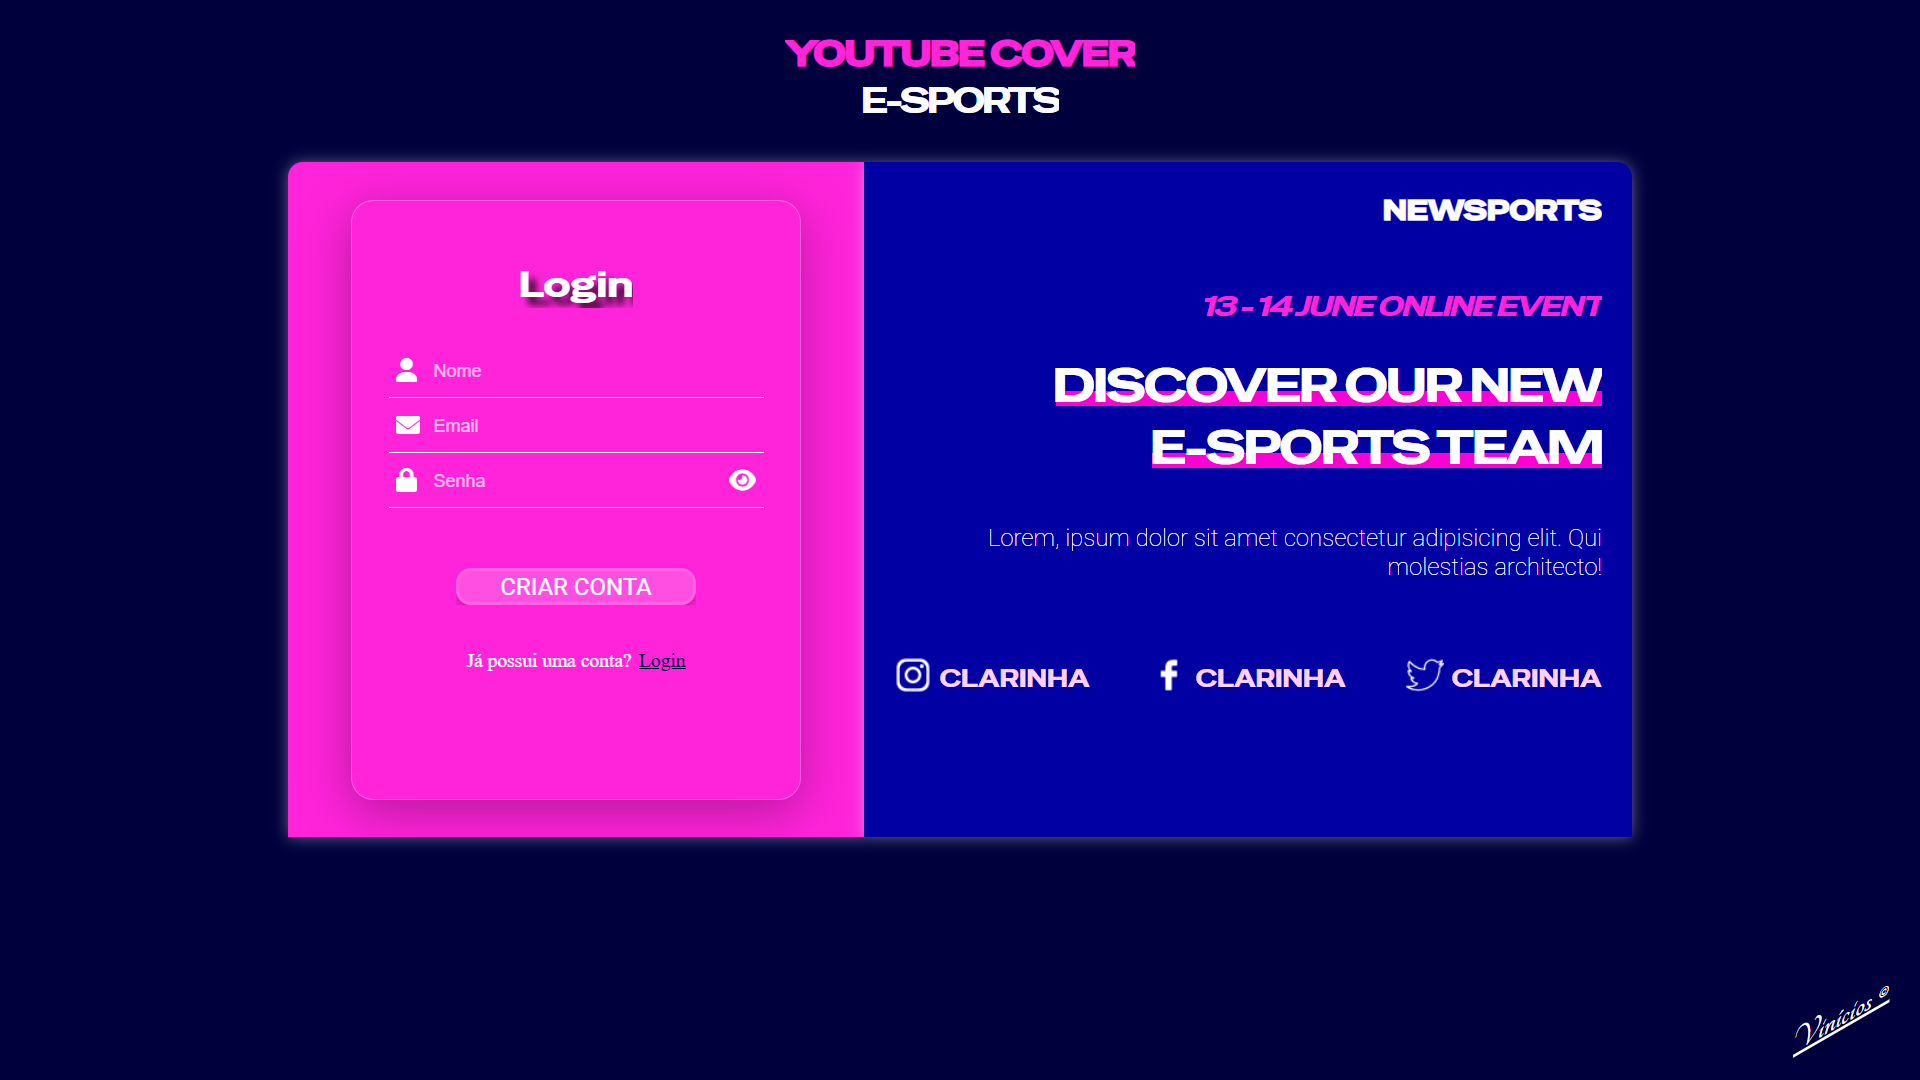 YOUTUBE COVER
E-SPORTS
Login
Nome
Email
Senha
CRIAR CONTA
Já possui uma conta? Login
NEWSPORTS
13 - 14 JUNE ONLINE EVENT
DISCOVER OUR NEW
E-SPORTS TEAM
Lorem, ipsum dolor sit amet consectetur adipisicing elit. Qui
molestias architecto!
CLARINHA CLARINHA CLARINHA
Vinícios ©